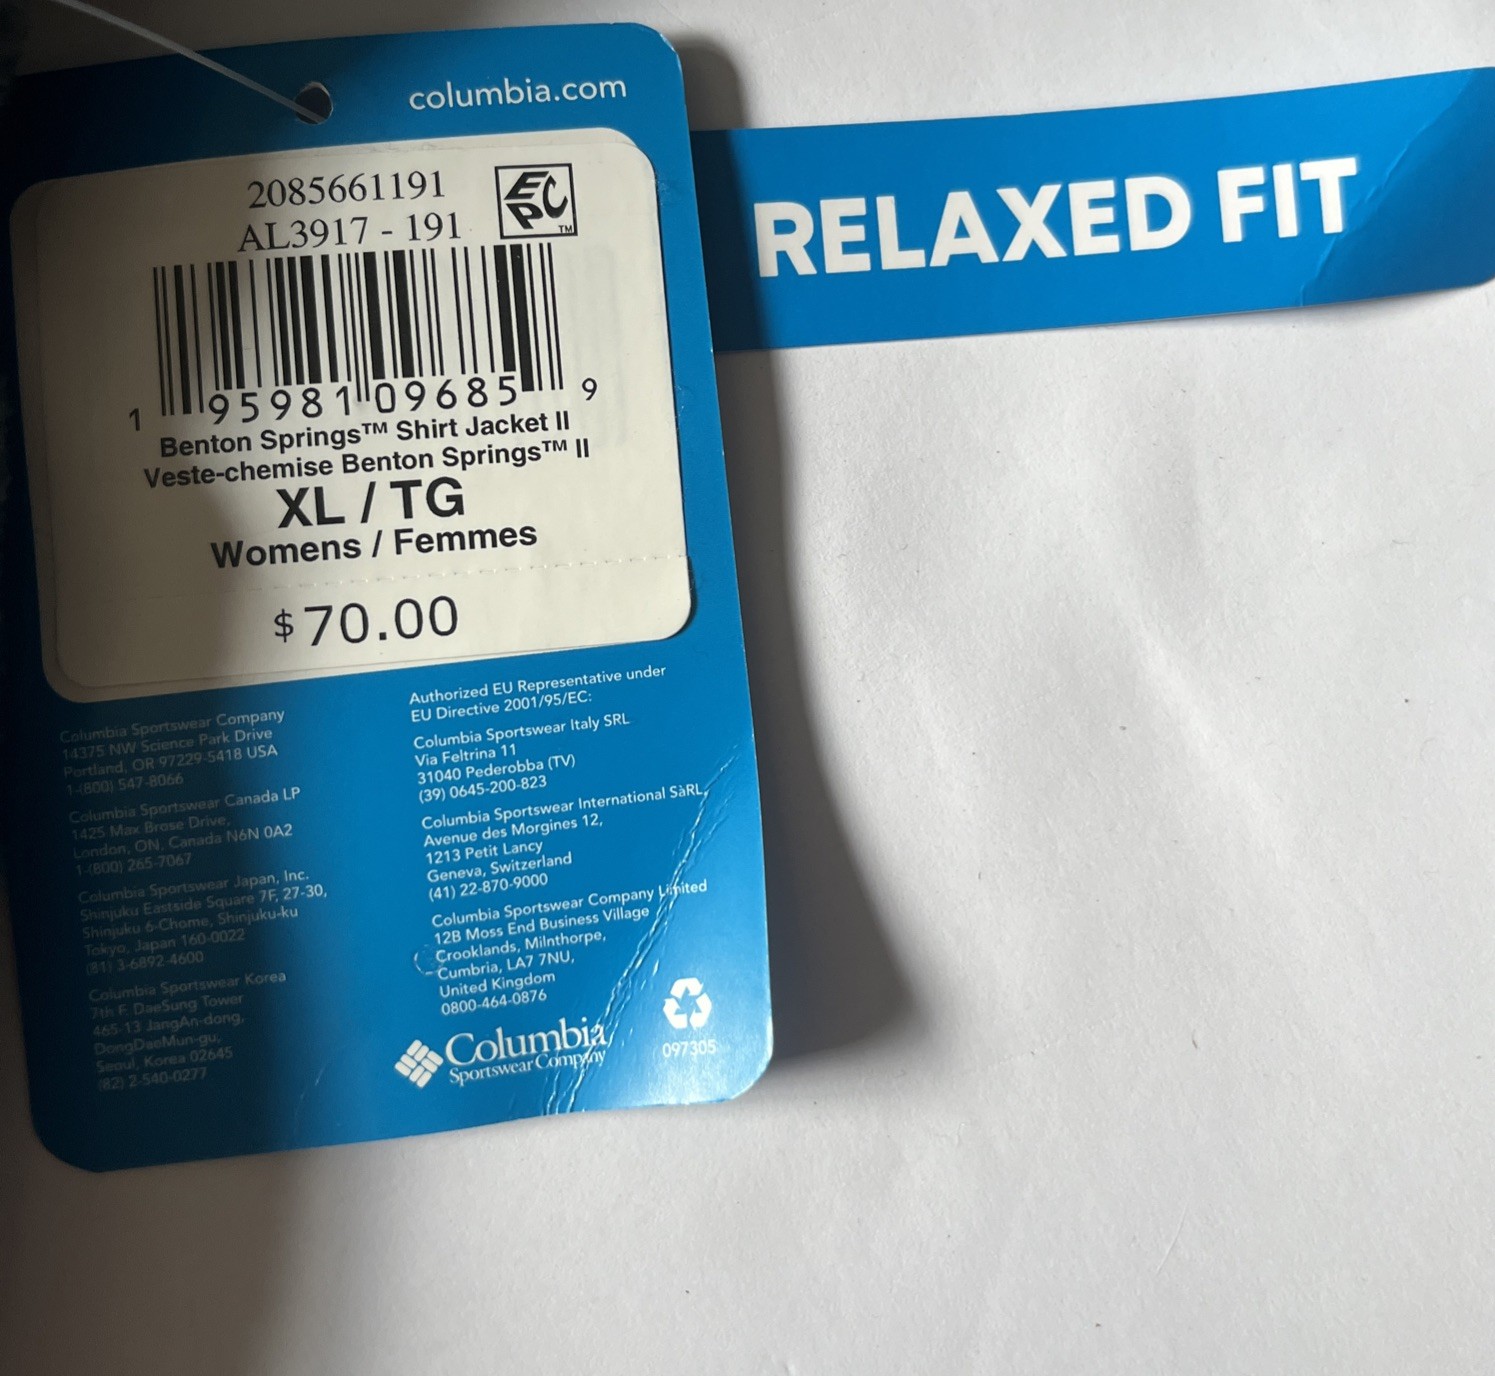 columbia.com
2085661191
AL3917 - 191
EPC™
1 95981 09685 9
Benton Springs™ Shirt Jacket II
Veste-chemise Benton Springs™ II
XL / TG
Womens / Femmes
$70.00
RELAXED FIT
Columbia Sportswear Company
14375 NW Science Park Drive
Portland, OR 97229-5418 USA
1-(800) 547-8066
Columbia Sportswear Canada LP
1425 Max Brose Drive,
London, ON, Canada N6N 0A2
1-(800) 265-7067
Columbia Sportswear Japan, Inc.
Shinjuku Eastside Square 7F, 27-30,
Shinjuku 6-Chome, Shinjuku-ku
Tokyo, Japan 160-0022
(81) 3-6892-4600
Columbia Sportswear Korea
7th F. DaeSung Tower
465-13 JangAn-dong,
DongDaeMun-gu,
Seoul, Korea 02645
(82) 2-540-0277
Authorized EU Representative under
EU Directive 2001/95/EC:
Columbia Sportswear Italy SRL
Via Feltrina 11
31040 Pederobba (TV)
(39) 0645-200-823
Columbia Sportswear International SàRL,
Avenue des Morgines 12,
1213 Petit Lancy
Geneva, Switzerland
(41) 22-870-9000
Columbia Sportswear Company Limited
12B Moss End Business Village
Crooklands, Milnthorpe,
Cumbria, LA7 7NU,
United Kingdom
0800-464-0876
Columbia
Sportswear Company
097305